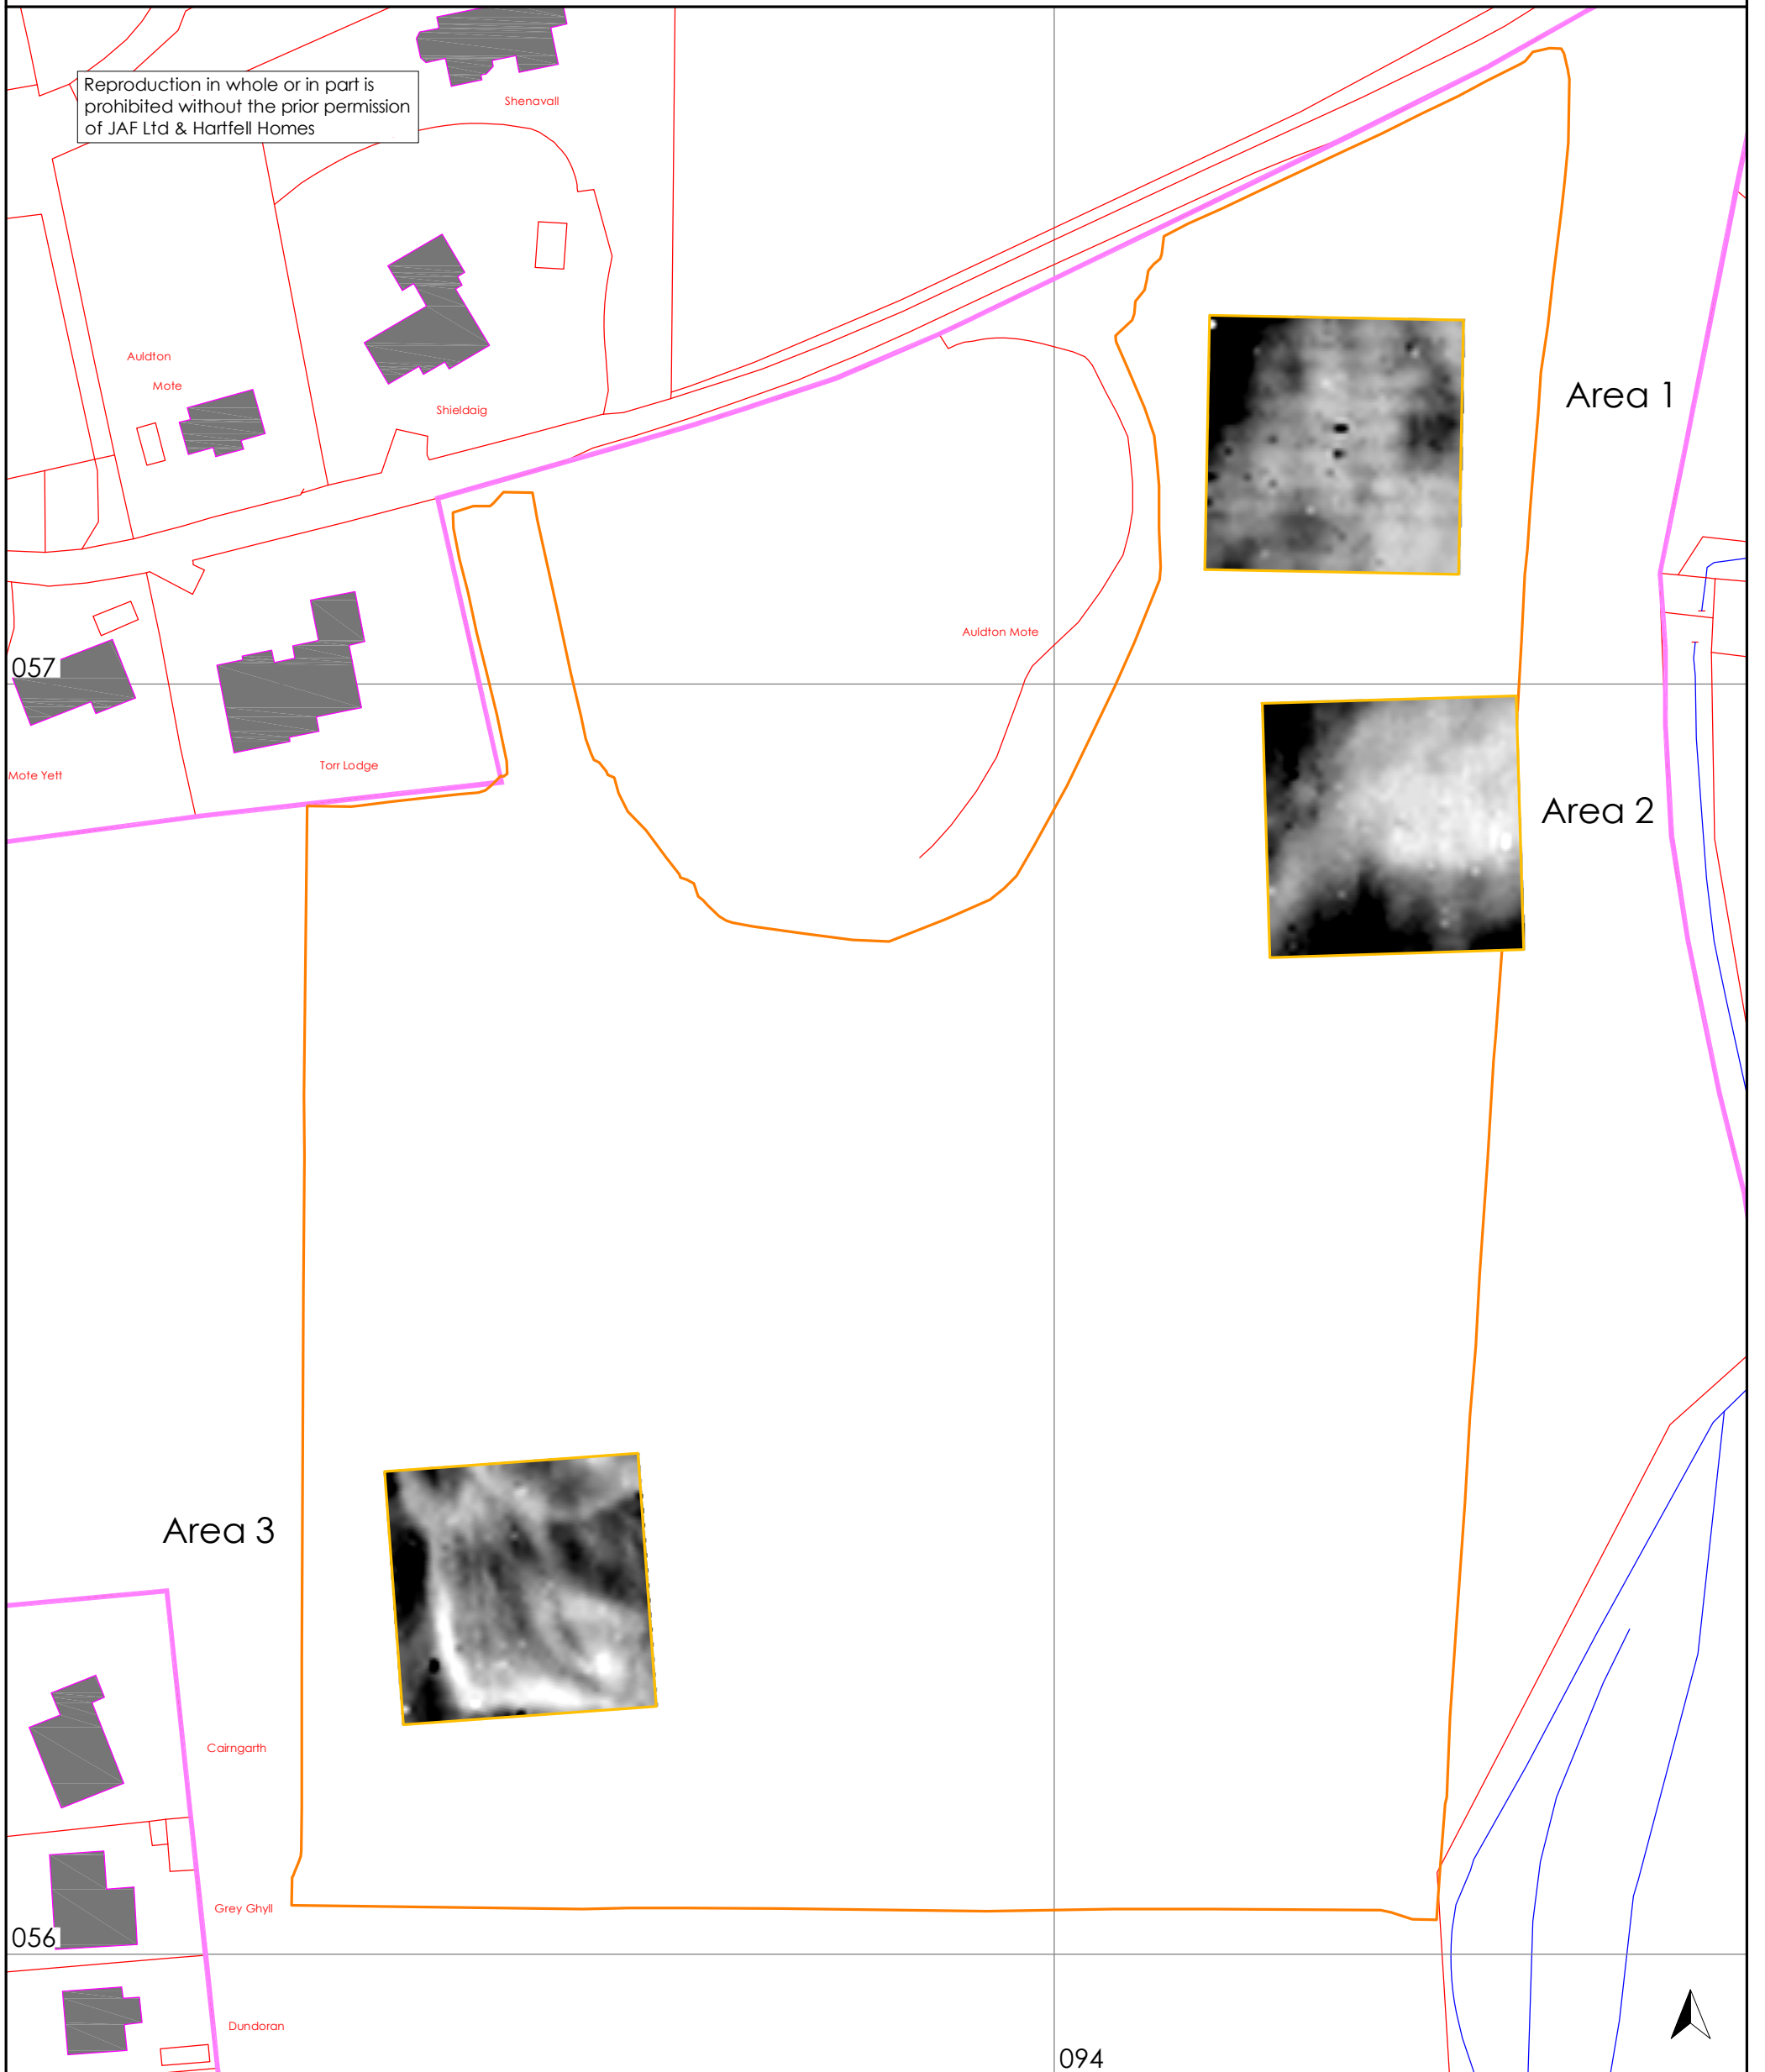 Reproduction in whole or in part is
prohibited without the prior permission
of JAF Ltd & Hartfell Homes
Shenavall
Auldton
Mote
Shieldaig
Area 1
Auldton Mote
057
Torr Lodge
Mote Yett
Area 2
Area 3
Cairngarth
Grey Ghyll
056
Dundoran
094